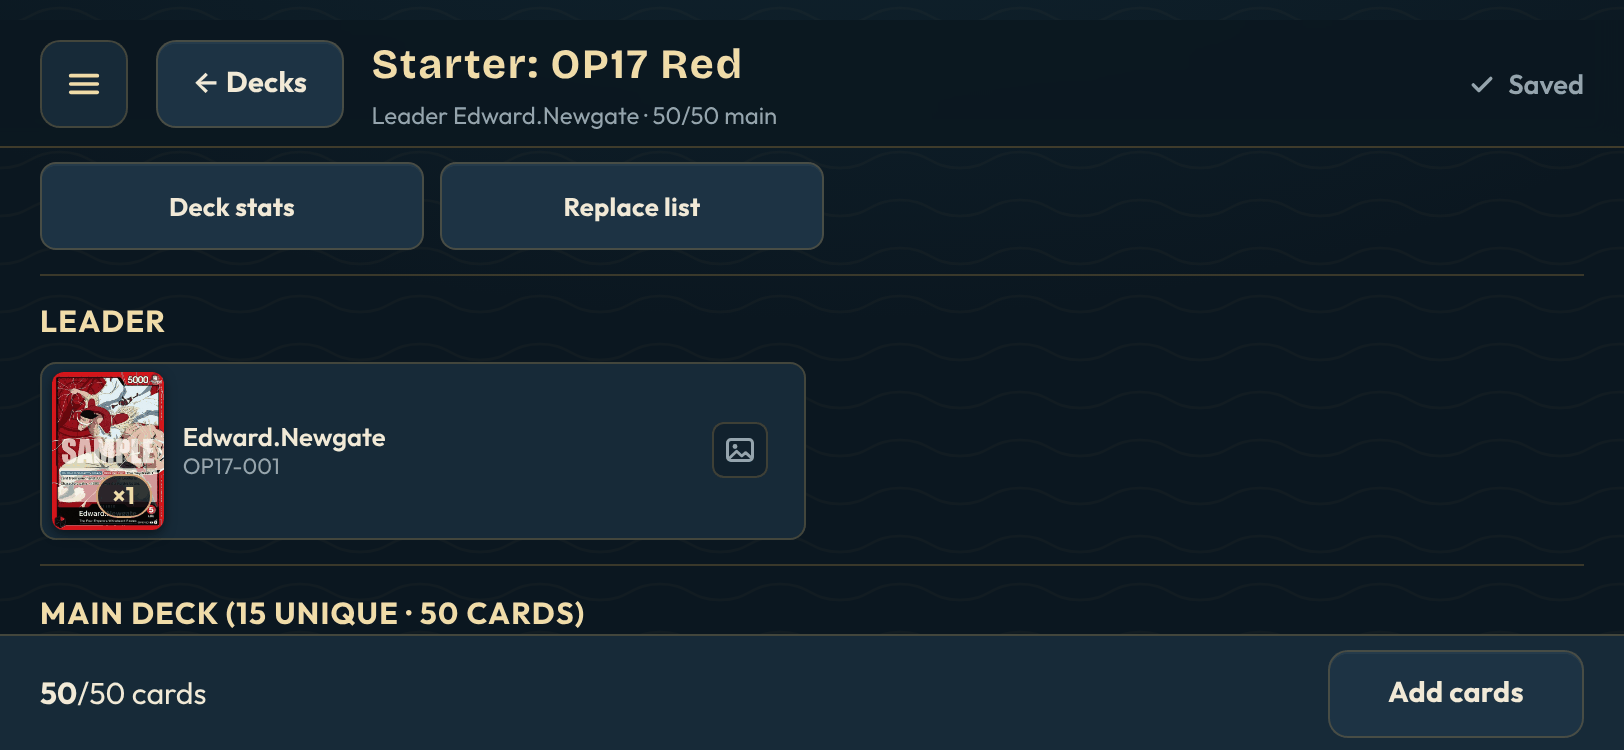 ← Decks
Starter: OP17 Red
Leader Edward.Newgate · 50/50 main
✓ Saved
Deck stats
Replace list
LEADER
5000
SAMPLE
×1
Edward.Newgate
OP17-001
MAIN DECK (15 UNIQUE · 50 CARDS)
50/50 cards
Add cards